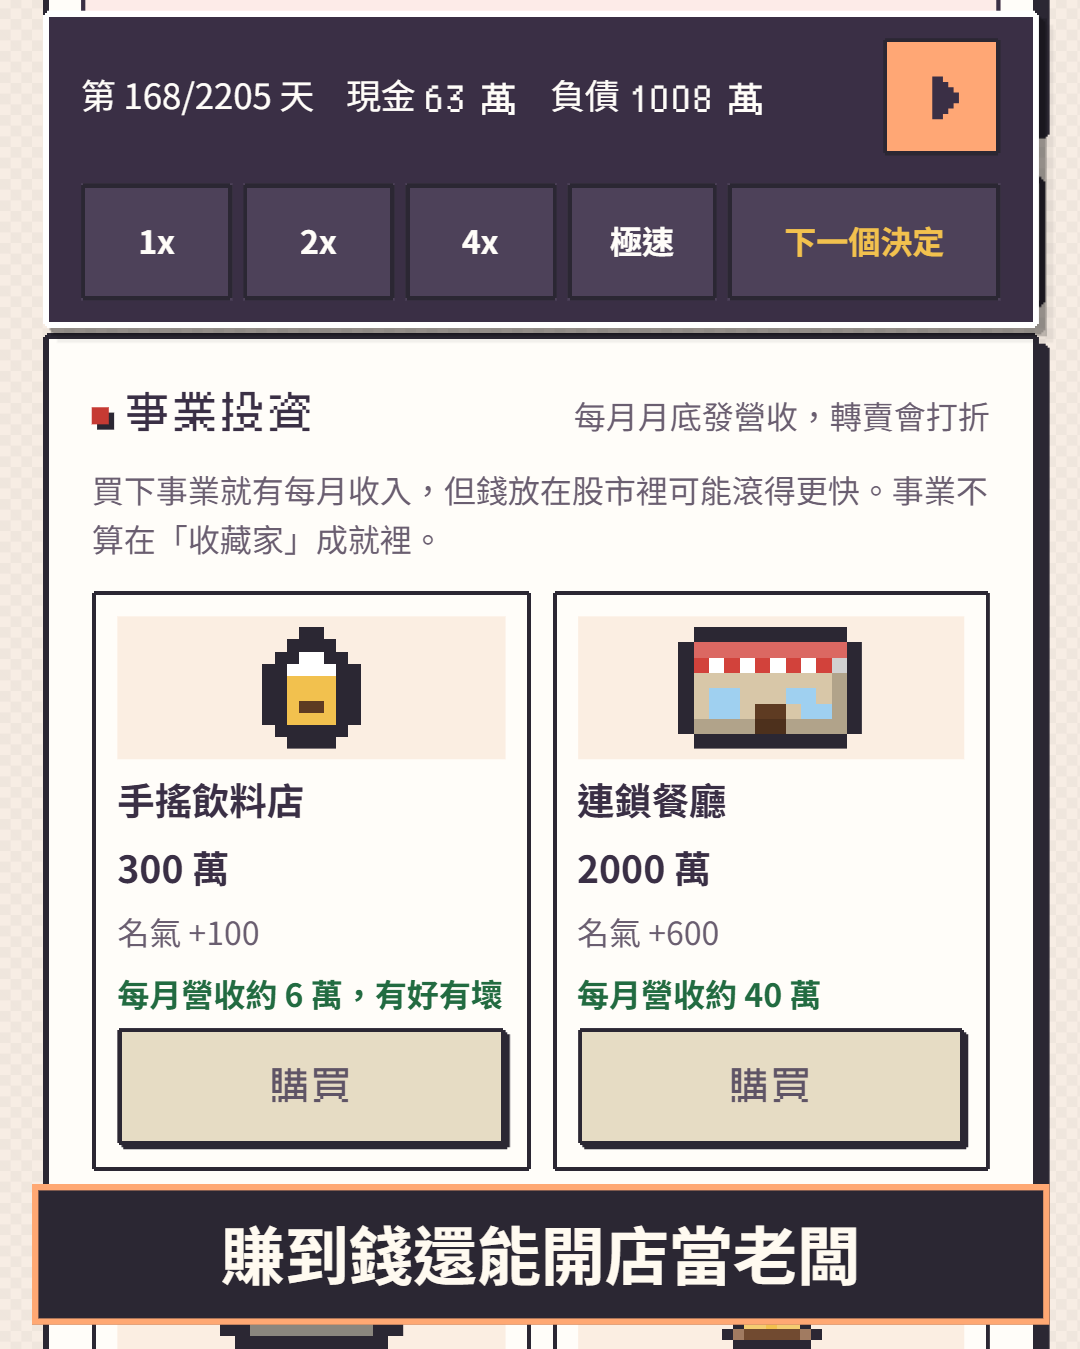 第 168/2205 天 現金 63 萬 負債 1008 萬
1x 2x 4x 極速 下一個決定
事業投資 每月月底發營收，轉賣會打折
買下事業就有每月收入，但錢放在股市裡可能滾得更快。事業不
算在「收藏家」成就裡。
手搖飲料店
300 萬
名氣 +100
每月營收約 6 萬，有好有壞
購買
連鎖餐廳
2000 萬
名氣 +600
每月營收約 40 萬
購買
賺到錢還能開店當老闆